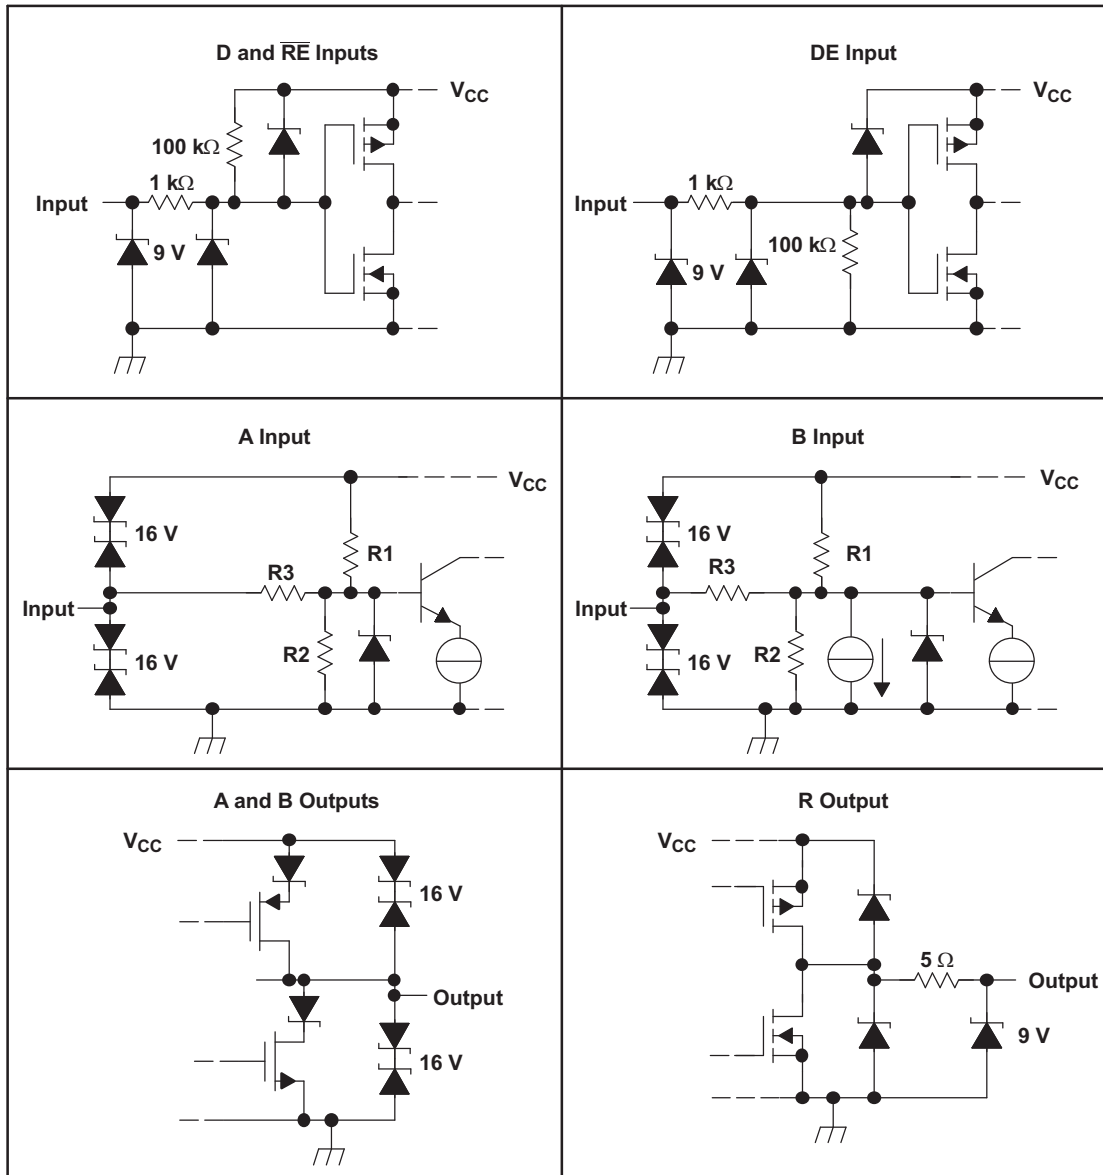 D and R̅E̅ Inputs
V_CC
100 kΩ
1 kΩ
Input
9 V
DE Input
V_CC
1 kΩ
Input
100 kΩ
9 V
A Input
V_CC
16 V
R1
R3
Input
R2
16 V
B Input
V_CC
16 V
R1
R3
Input
R2
16 V
A and B Outputs
V_CC
16 V
Output
16 V
R Output
V_CC
5 Ω
Output
9 V